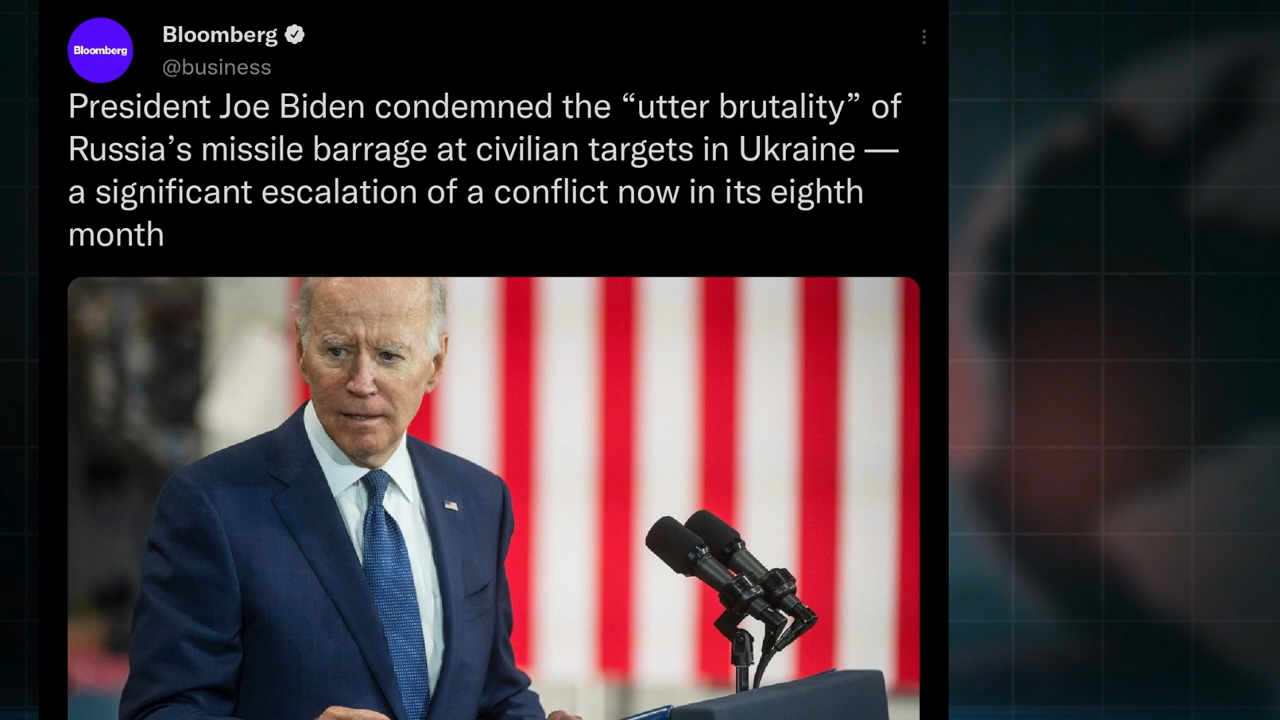 Bloomberg
Bloomberg
@business
President Joe Biden condemned the “utter brutality” of
Russia’s missile barrage at civilian targets in Ukraine —
a significant escalation of a conflict now in its eighth
month